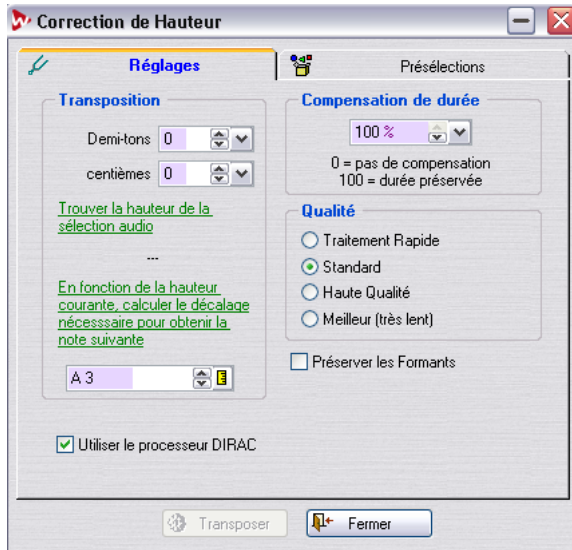 Correction de Hauteur
Réglages
Présélections
Transposition
Demi-tons 0
centièmes 0
Trouver la hauteur de la
sélection audio
---
En fonction de la hauteur
courante, calculer le décalage
nécesssaire pour obtenir la
note suivante
A 3
Utiliser le processeur DIRAC
Compensation de durée
100 %
0 = pas de compensation
100 = durée préservée
Qualité
Traitement Rapide
Standard
Haute Qualité
Meilleur (très lent)
Préserver les Formants
Transposer
Fermer